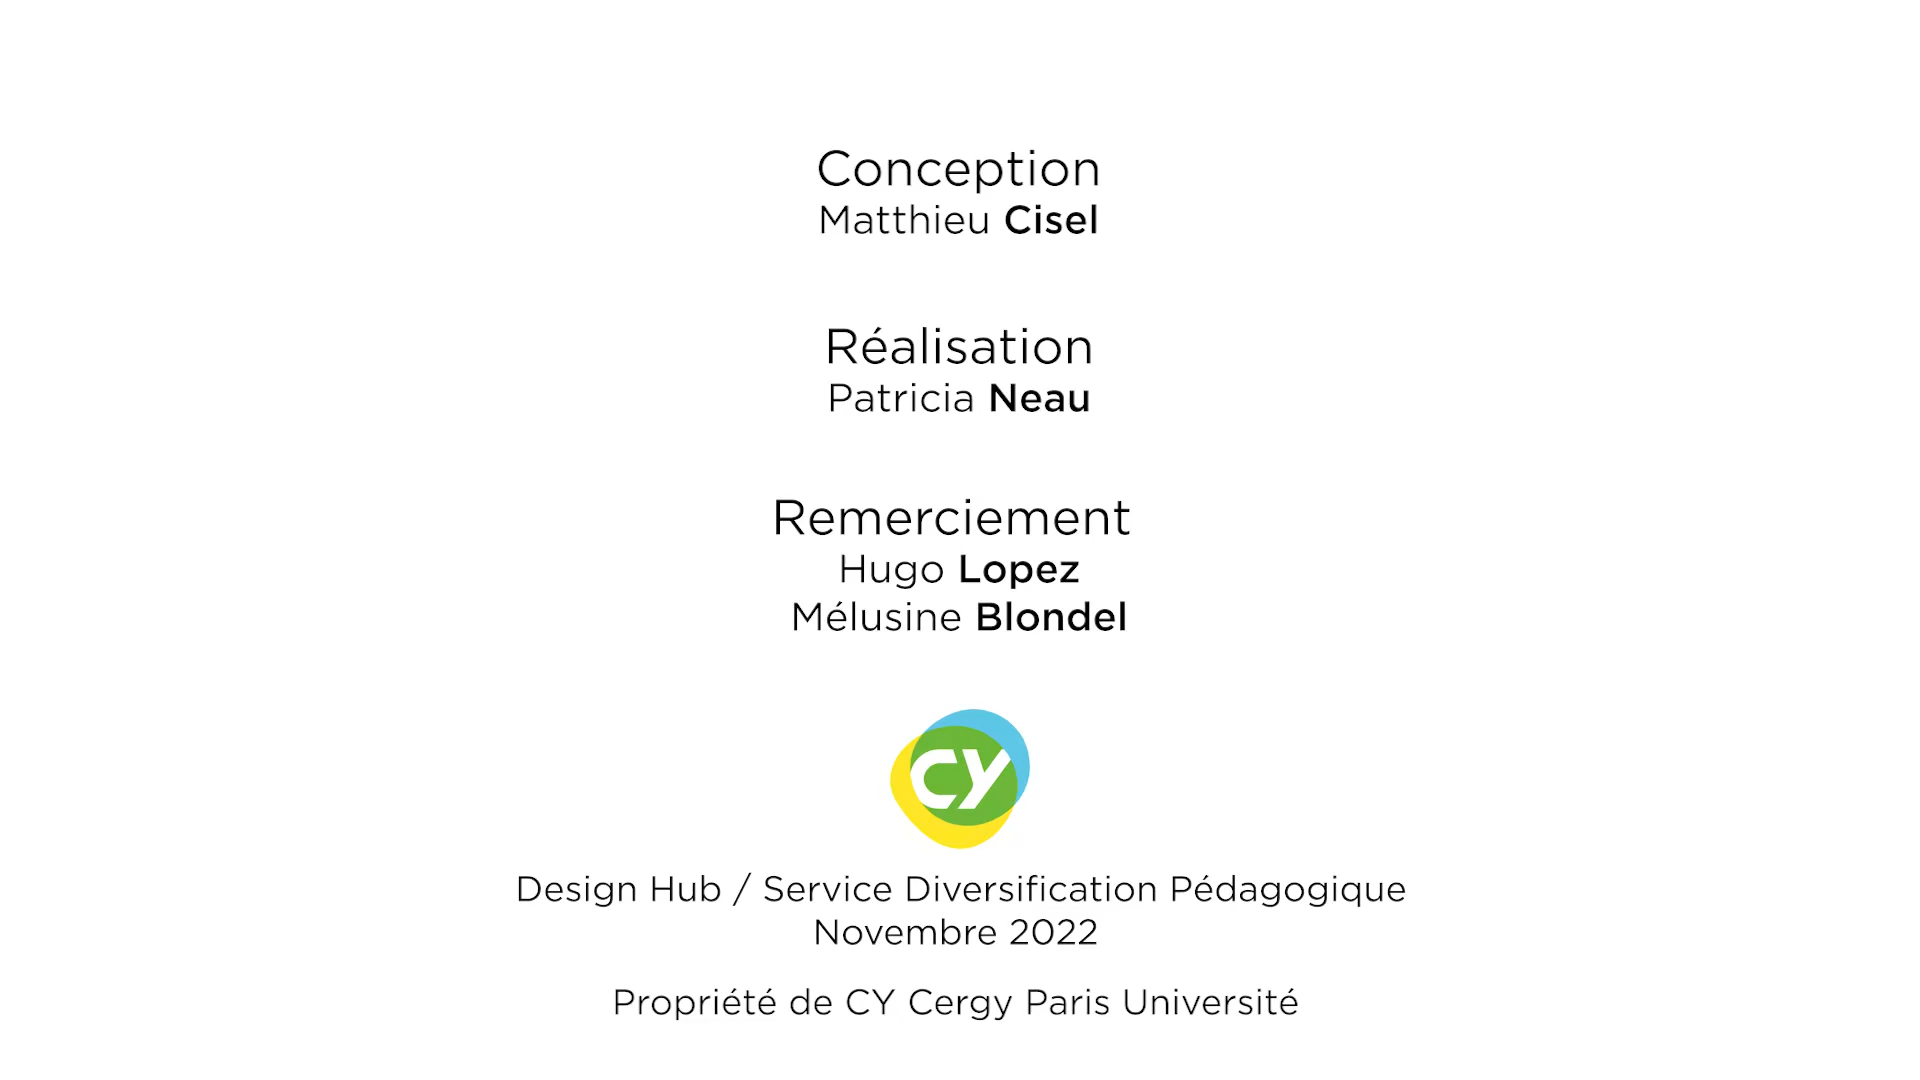 Conception
Matthieu Cisel
Réalisation
Patricia Neau
Remerciement
Hugo Lopez
Mélusine Blondel
CY
Design Hub / Service Diversification Pédagogique
Novembre 2022
Propriété de CY Cergy Paris Université